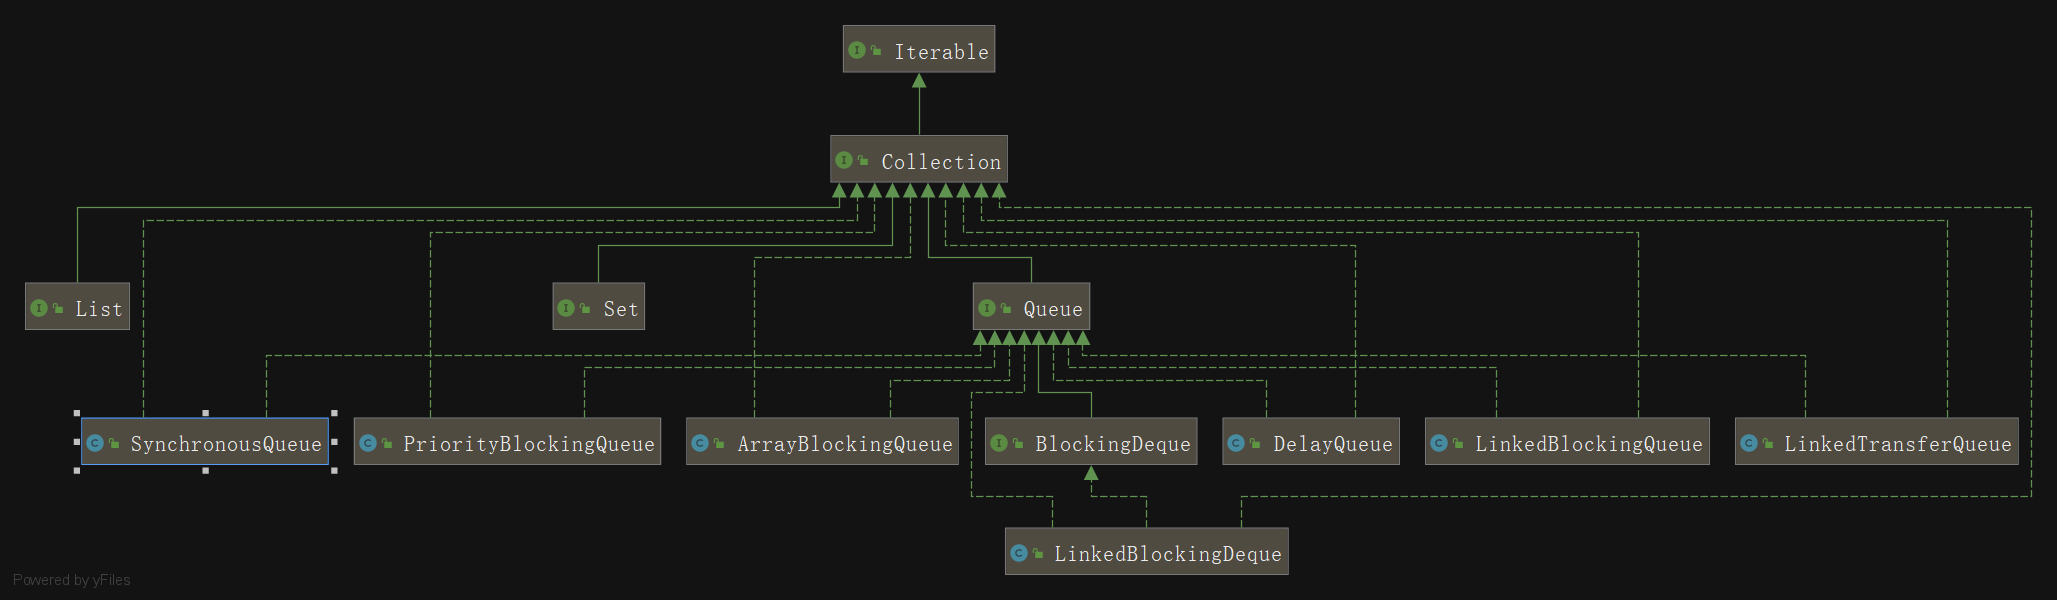 Iterable
Collection
List
Set
Queue
SynchronousQueue
PriorityBlockingQueue
ArrayBlockingQueue
BlockingDeque
DelayQueue
LinkedBlockingQueue
LinkedTransferQueue
LinkedBlockingDeque
Powered by yFiles